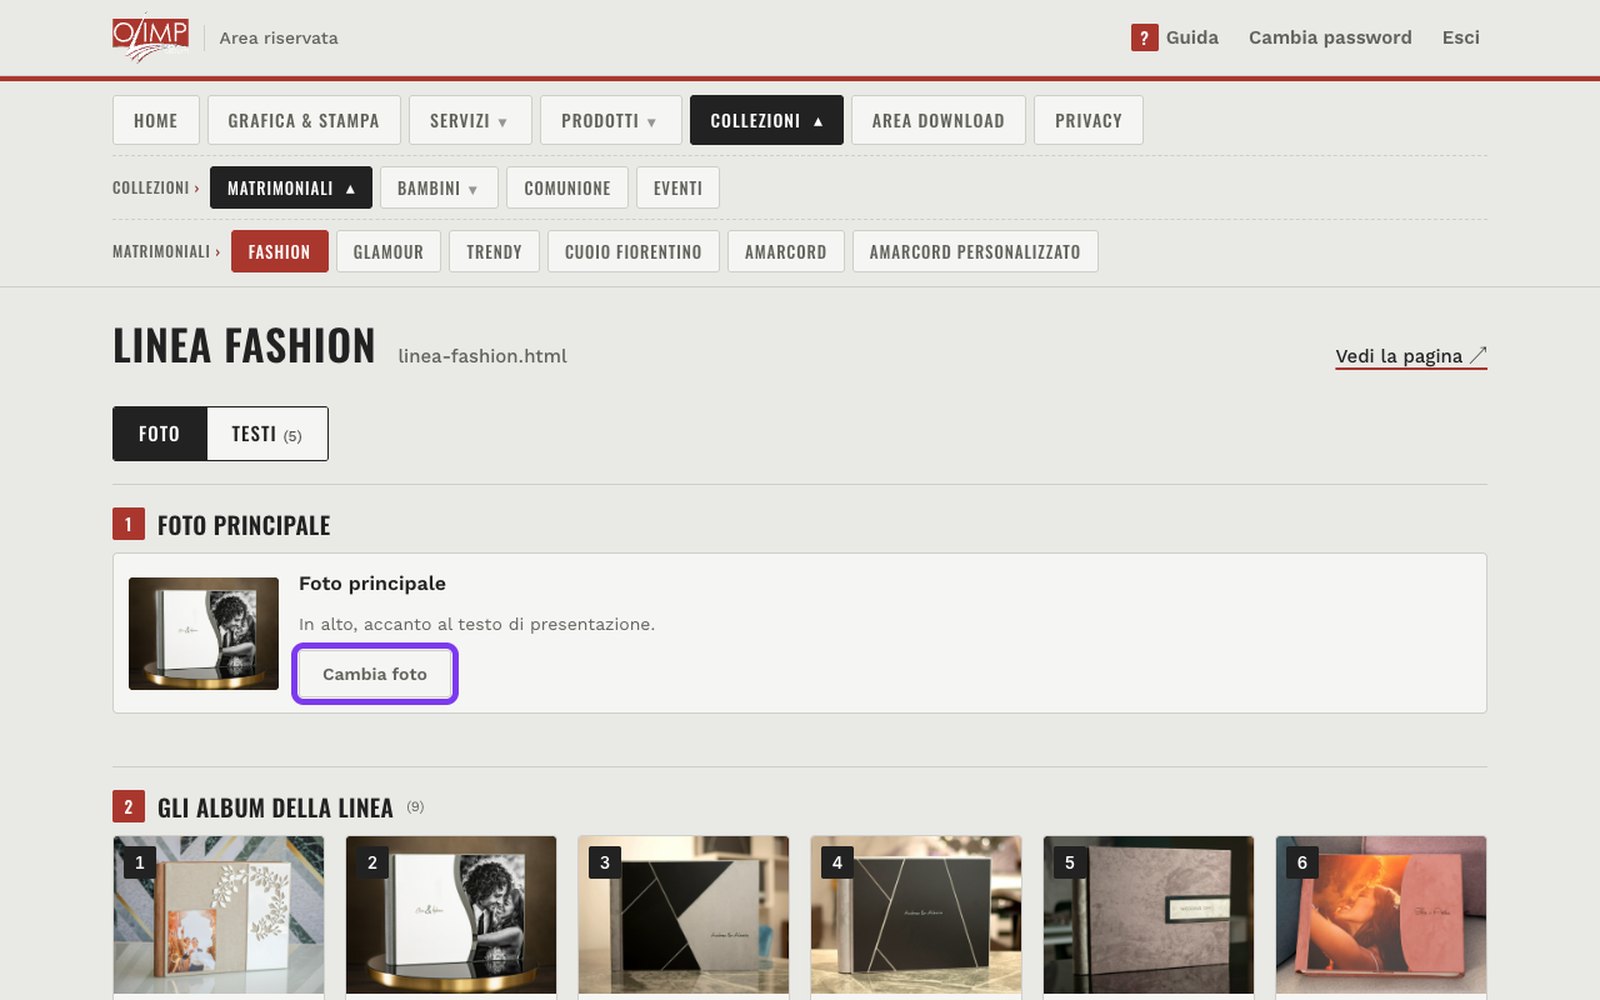 OLIMP
Area riservata
? Guida
Cambia password
Esci
HOME
GRAFICA & STAMPA
SERVIZI ▼
PRODOTTI ▼
COLLEZIONI ▲
AREA DOWNLOAD
PRIVACY
COLLEZIONI ›
MATRIMONIALI ▲
BAMBINI ▼
COMUNIONE
EVENTI
MATRIMONIALI ›
FASHION
GLAMOUR
TRENDY
CUOIO FIORENTINO
AMARCORD
AMARCORD PERSONALIZZATO
LINEA FASHION
linea-fashion.html
Vedi la pagina
FOTO
TESTI (5)
1 FOTO PRINCIPALE
Foto principale
In alto, accanto al testo di presentazione.
Cambia foto
2 GLI ALBUM DELLA LINEA (9)
1
2
3
4
5
6